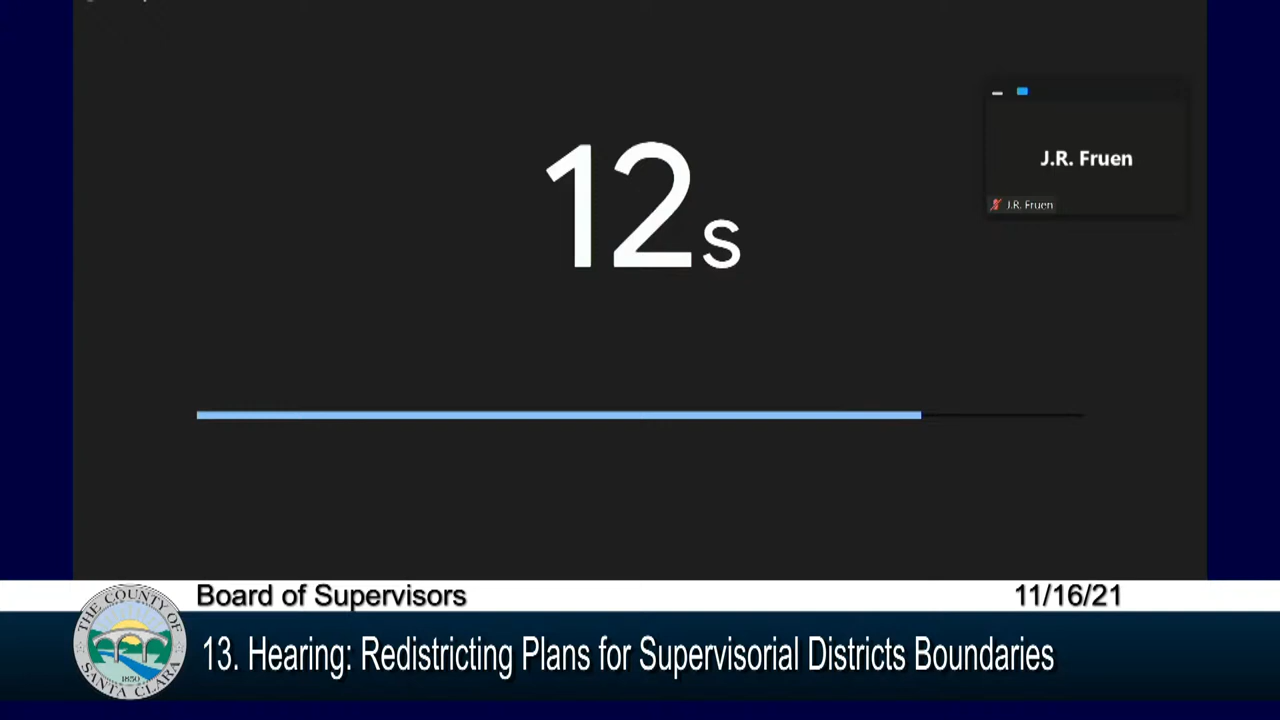 12s
J.R. Fruen
J.R. Fruen
Board of Supervisors
11/16/21
THE COUNTY OF
SANTA CLARA
1850
13. Hearing: Redistricting Plans for Supervisorial Districts Boundaries